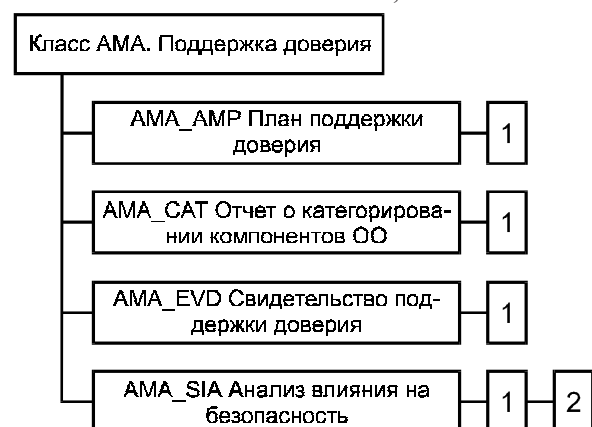 Класс АМА. Поддержка доверия
AMA_AMP План поддержки
доверия
1
AMA_CAT Отчет о категорирова-
нии компонентов ОО
1
AMA_EVD Свидетельство под-
держки доверия
1
AMA_SIA Анализ влияния на
безопасность
1
2